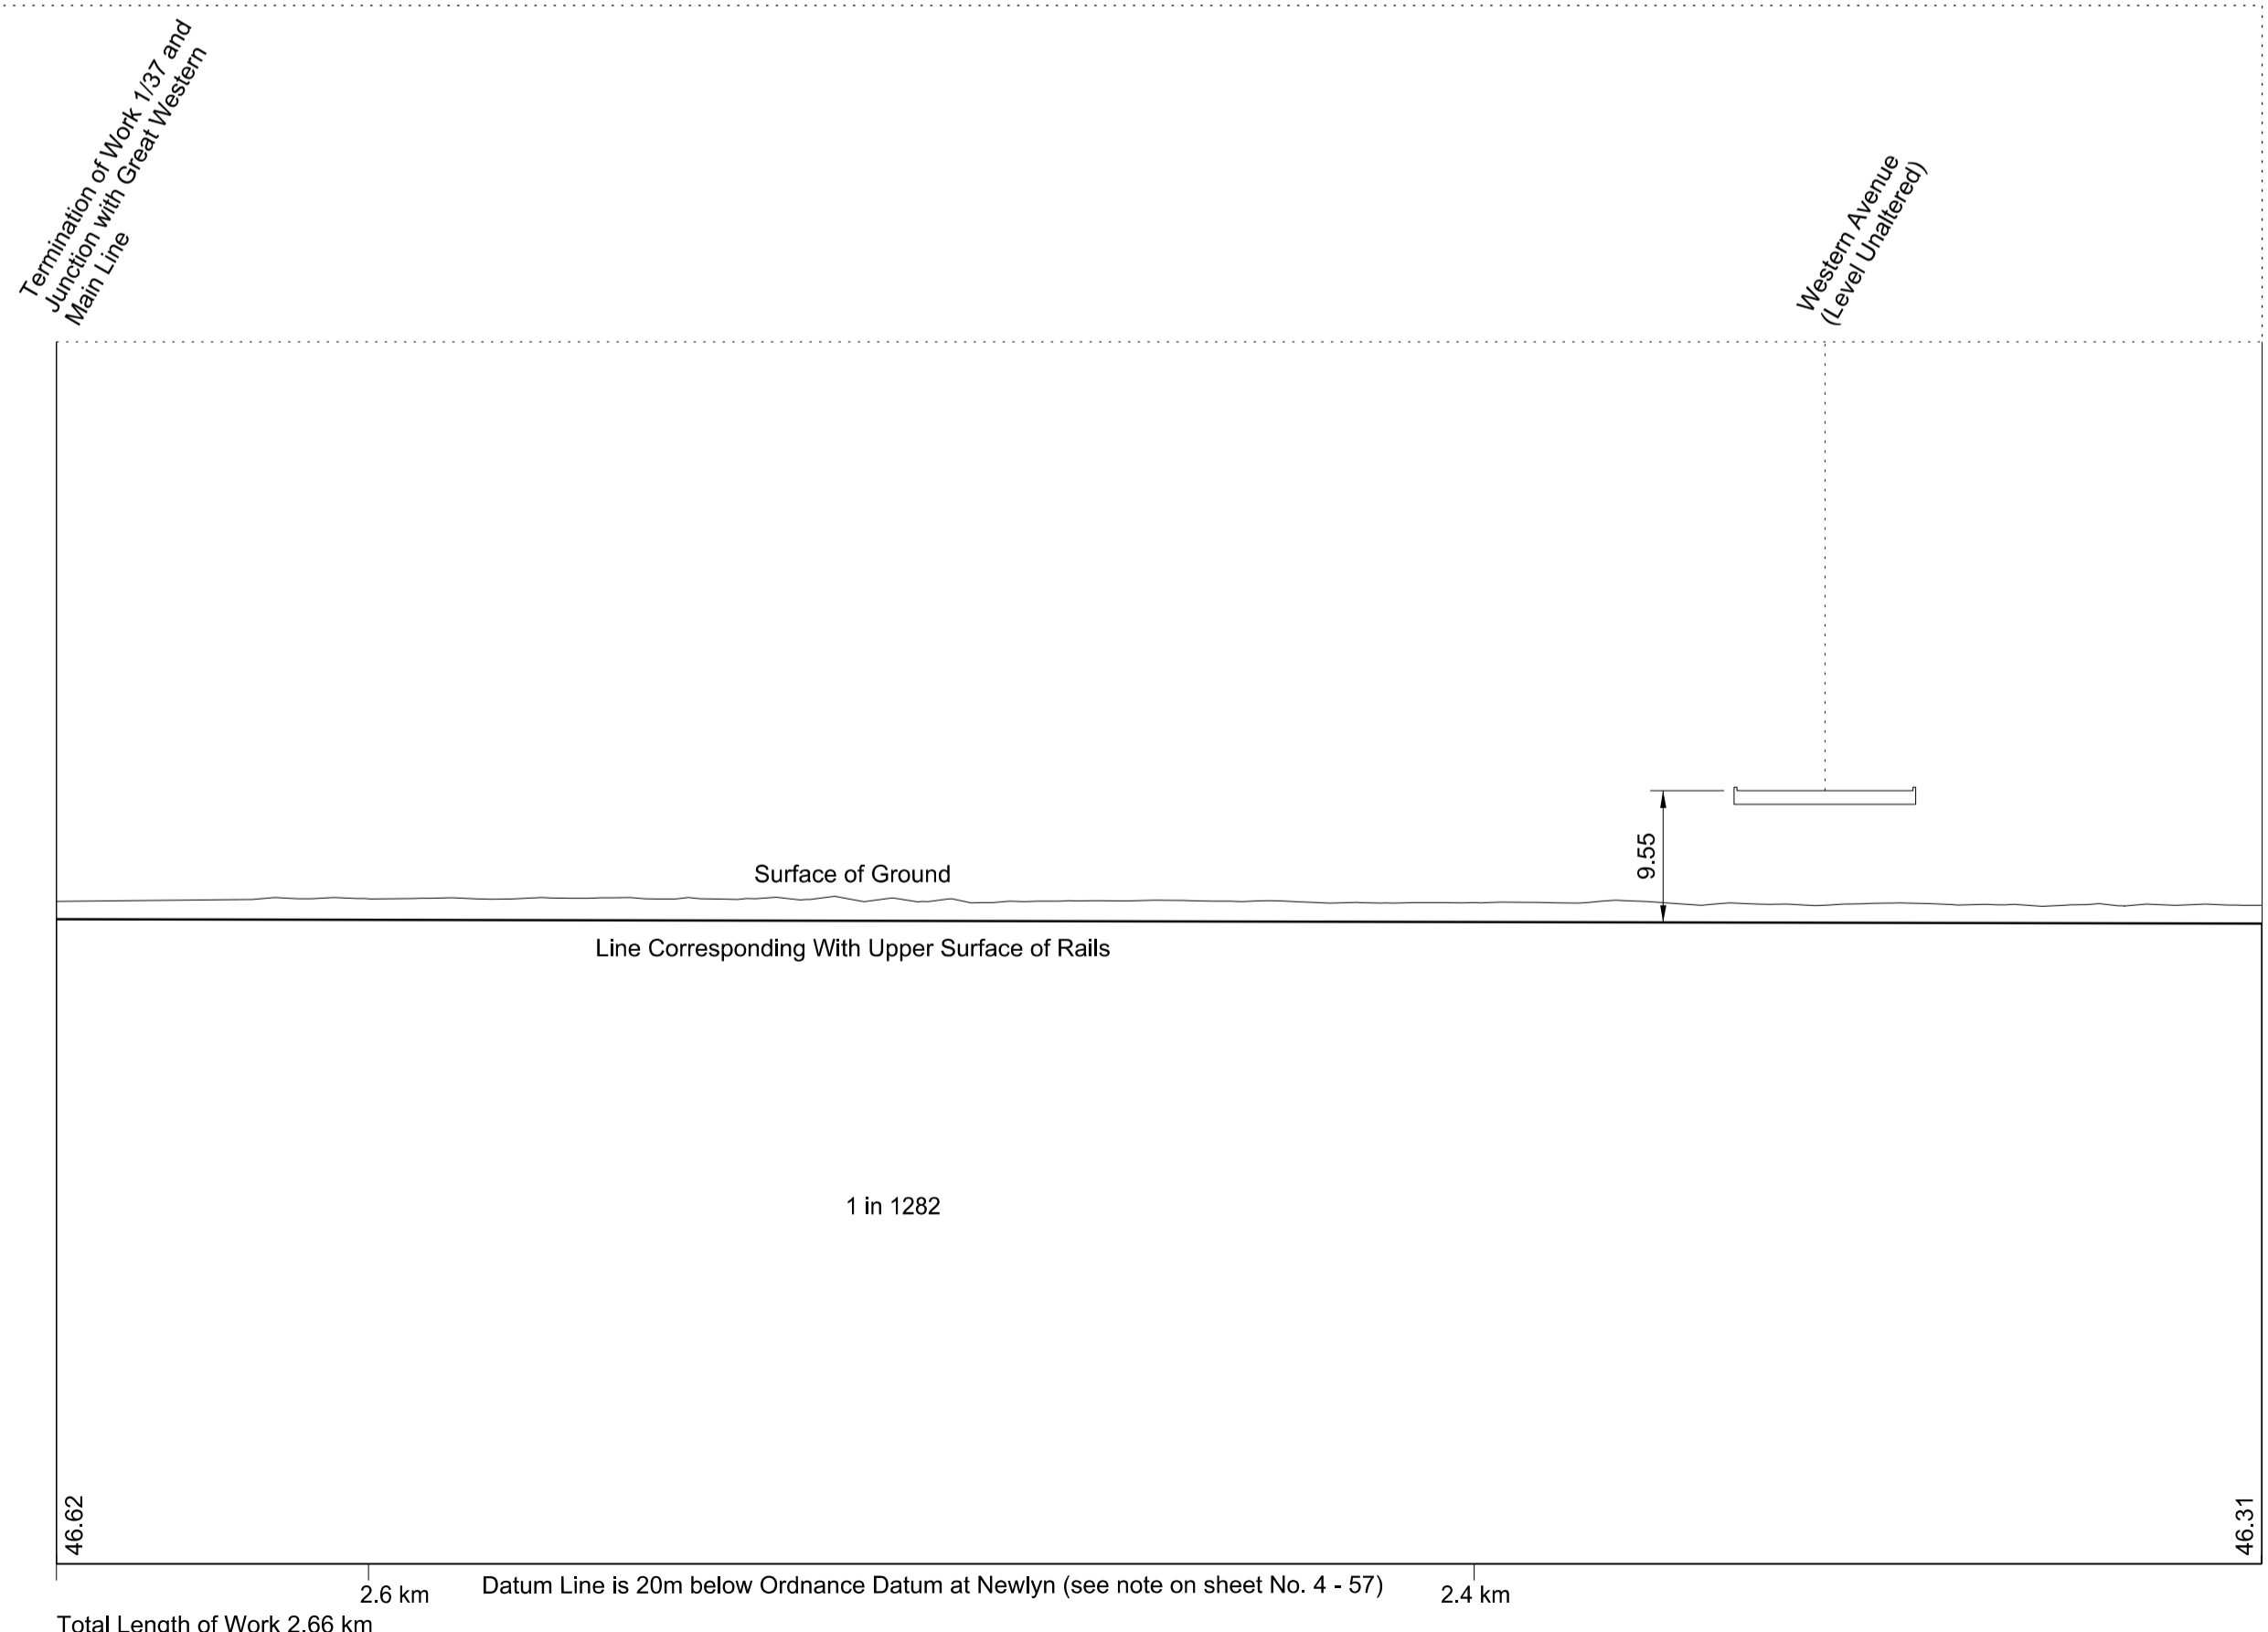 Termination of Work 1/37 and
Junction with Great Western
Main Line
Western Avenue
(Level Unaltered)
9.55
Surface of Ground
Line Corresponding With Upper Surface of Rails
1 in 1282
46.62
46.31
2.6 km
Datum Line is 20m below Ordnance Datum at Newlyn (see note on sheet No. 4 - 57)
2.4 km
Total Length of Work 2.66 km